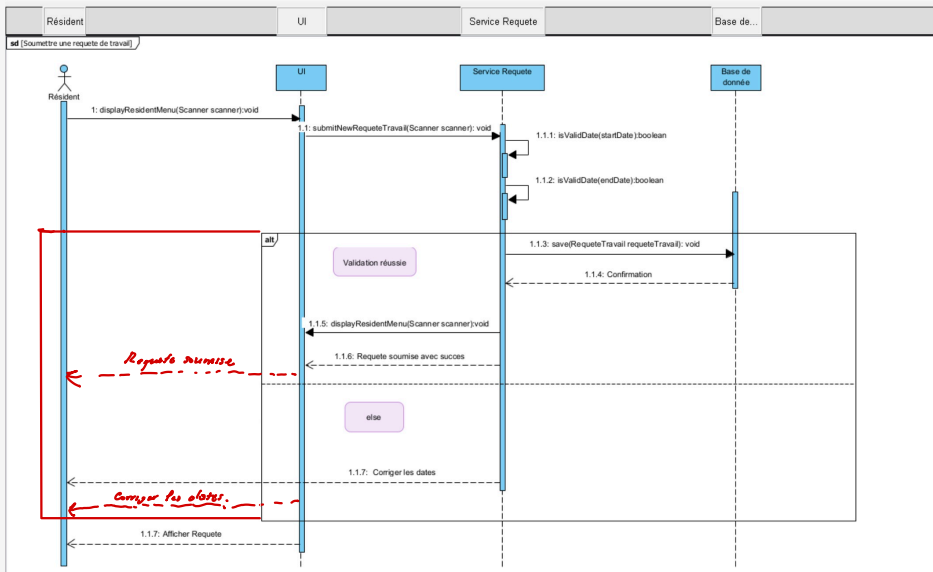 Résident
UI
Service Requete
Base de...
sd [Soumettre une requete de travail]
Résident
UI
Service Requete
Base de
donnée
1: displayResidentMenu(Scanner scanner):void
1.1: submitNewRequeteTravail(Scanner scanner): void
1.1.1: isValidDate(startDate):boolean
1.1.2: isValidDate(endDate):boolean
alt
1.1.3: save(RequeteTravail requeteTravail): void
Validation réussie
1.1.4: Confirmation
1.1.5: displayResidentMenu(Scanner scanner):void
1.1.6: Requete soumise avec succes
Requete soumise
else
1.1.7: Corriger les dates
Corriger les dates.
1.1.7: Afficher Requete